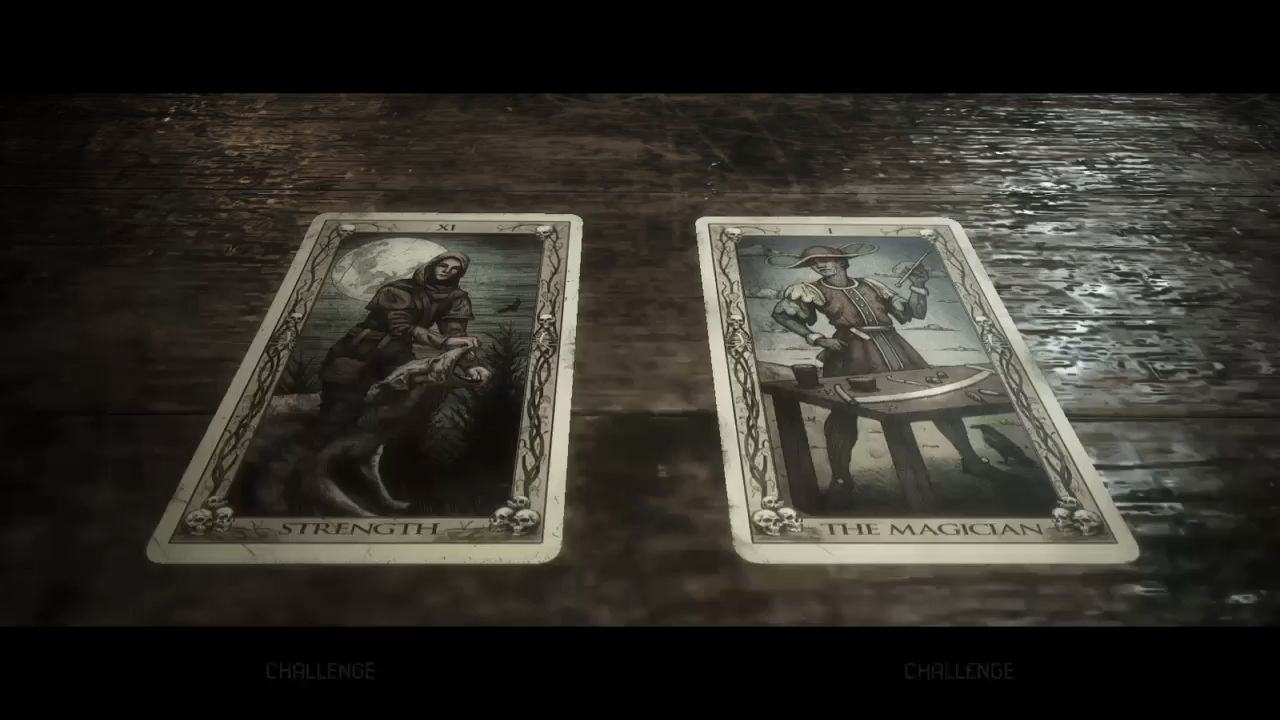 XI
I
STRENGTH
THE MAGICIAN
CHALLENGE
CHALLENGE